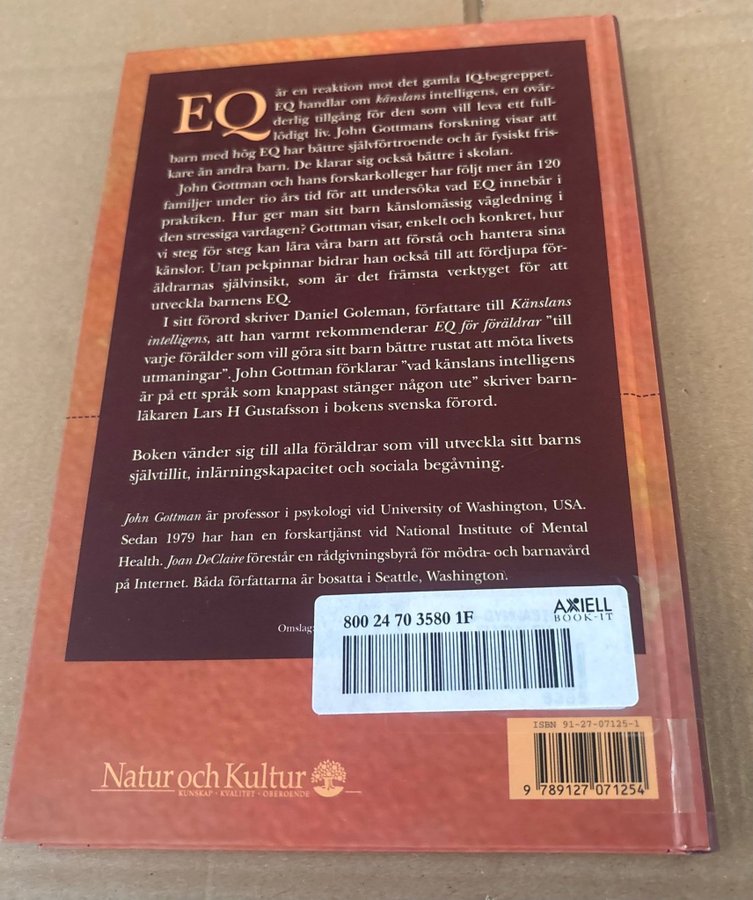 EQ är en reaktion mot det gamla IQ-begreppet.
EQ handlar om känslans intelligens, en ovär-
derlig tillgång för den som vill leva ett full-
lödigt liv. John Gottmans forskning visar att
barn med hög EQ har bättre självförtroende och är fysiskt fris-
kare än andra barn. De klarar sig också bättre i skolan.
John Gottman och hans forskarkolleger har följt mer än 120
familjer under tio års tid för att undersöka vad EQ innebär i
praktiken. Hur ger man sitt barn känslomässig vägledning i
den stressiga vardagen? Gottman visar, enkelt och konkret, hur
vi steg för steg kan lära våra barn att förstå och hantera sina
känslor. Utan pekpinnar bidrar han också till att fördjupa för-
äldrarnas självinsikt, som är det främsta verktyget för att
utveckla barnens EQ.
I sitt förord skriver Daniel Goleman, författare till Känslans
intelligens, att han varmt rekommenderar EQ för föräldrar ”till
varje förälder som vill göra sitt barn bättre rustat att möta livets
utmaningar”. John Gottman förklarar ”vad känslans intelligens
är på ett språk som knappast stänger någon ute” skriver barn-
läkaren Lars H Gustafsson i bokens svenska förord.
Boken vänder sig till alla föräldrar som vill utveckla sitt barns
självtillit, inlärningskapacitet och sociala begåvning.
John Gottman är professor i psykologi vid University of Washington, USA.
Sedan 1979 har han en forskartjänst vid National Institute of Mental
Health. Joan DeClaire förestår en rådgivningsbyrå för mödra- och barnavård
på Internet. Båda författarna är bosatta i Seattle, Washington.
Omslag:
800 24 70 3580 1F
AXIELL
BOOK-IT
ISBN 91-27-07125-1
9 789127 071254
Natur och Kultur
KUNSKAP · KVALITET · OBEROENDE